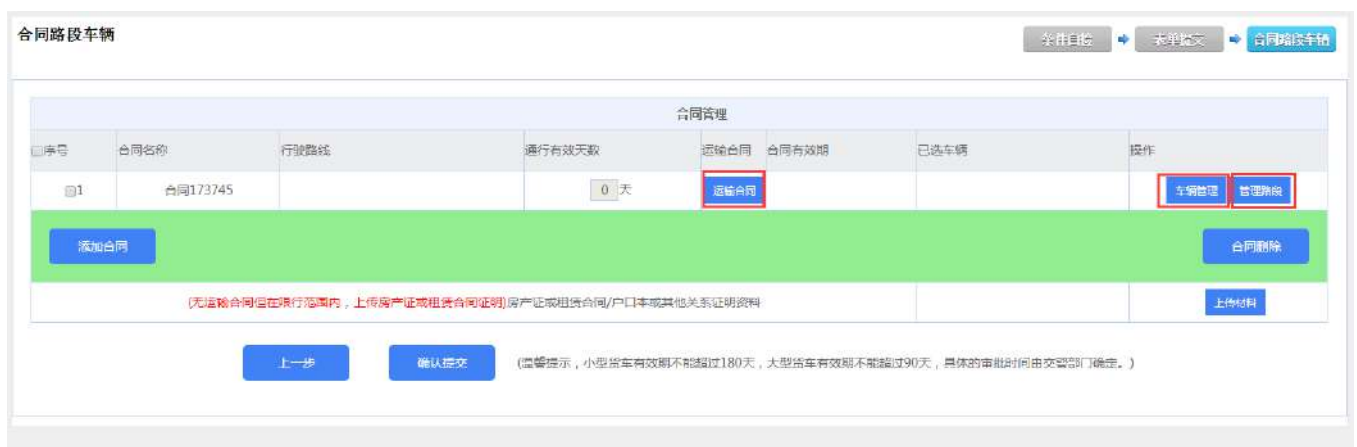 合同路段车辆
条件自检 表单提交 合同路段车辆
合同管理
序号 合同名称 行驶路线 通行有效天数 运输合同 合同有效期 已选车辆 操作
1 合同173745 0 天 运输合同 车辆管理 管理路段
添加合同 合同删除
(无运输合同但在限行范围内，上传房产证或租赁合同证明)房产证或租赁合同/户口本或其他关系证明资料 上传材料
上一步 确认提交 (温馨提示，小型货车有效期不能超过180天，大型货车有效期不能超过90天，具体的审批时间由交警部门确定。)